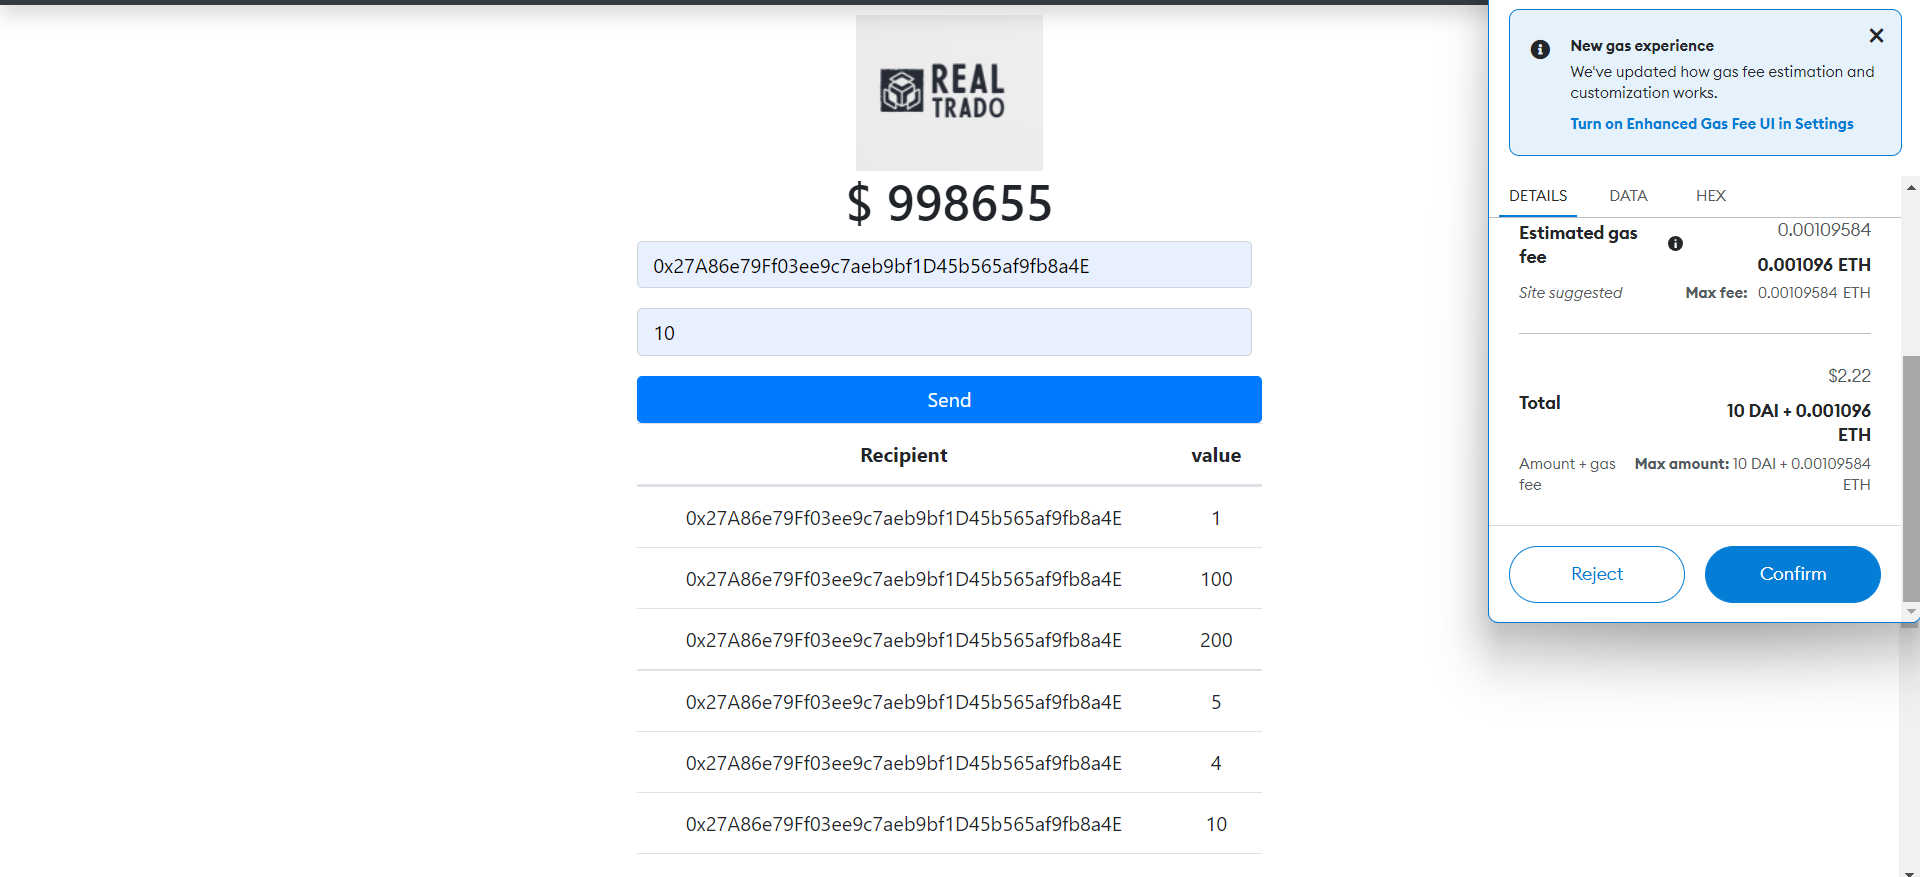 REAL
TRADO
$ 998655
0x27A86e79Ff03ee9c7aeb9bf1D45b565af9fb8a4E
10
Send
Recipient value
0x27A86e79Ff03ee9c7aeb9bf1D45b565af9fb8a4E 1
0x27A86e79Ff03ee9c7aeb9bf1D45b565af9fb8a4E 100
0x27A86e79Ff03ee9c7aeb9bf1D45b565af9fb8a4E 200
0x27A86e79Ff03ee9c7aeb9bf1D45b565af9fb8a4E 5
0x27A86e79Ff03ee9c7aeb9bf1D45b565af9fb8a4E 4
0x27A86e79Ff03ee9c7aeb9bf1D45b565af9fb8a4E 10
New gas experience
We've updated how gas fee estimation and
customization works.
Turn on Enhanced Gas Fee UI in Settings
DETAILS DATA HEX
Estimated gas
fee
0.00109584
0.001096 ETH
Site suggested Max fee: 0.00109584 ETH
$2.22
Total
10 DAI + 0.001096
ETH
Amount + gas
fee
Max amount: 10 DAI + 0.00109584
ETH
Reject Confirm